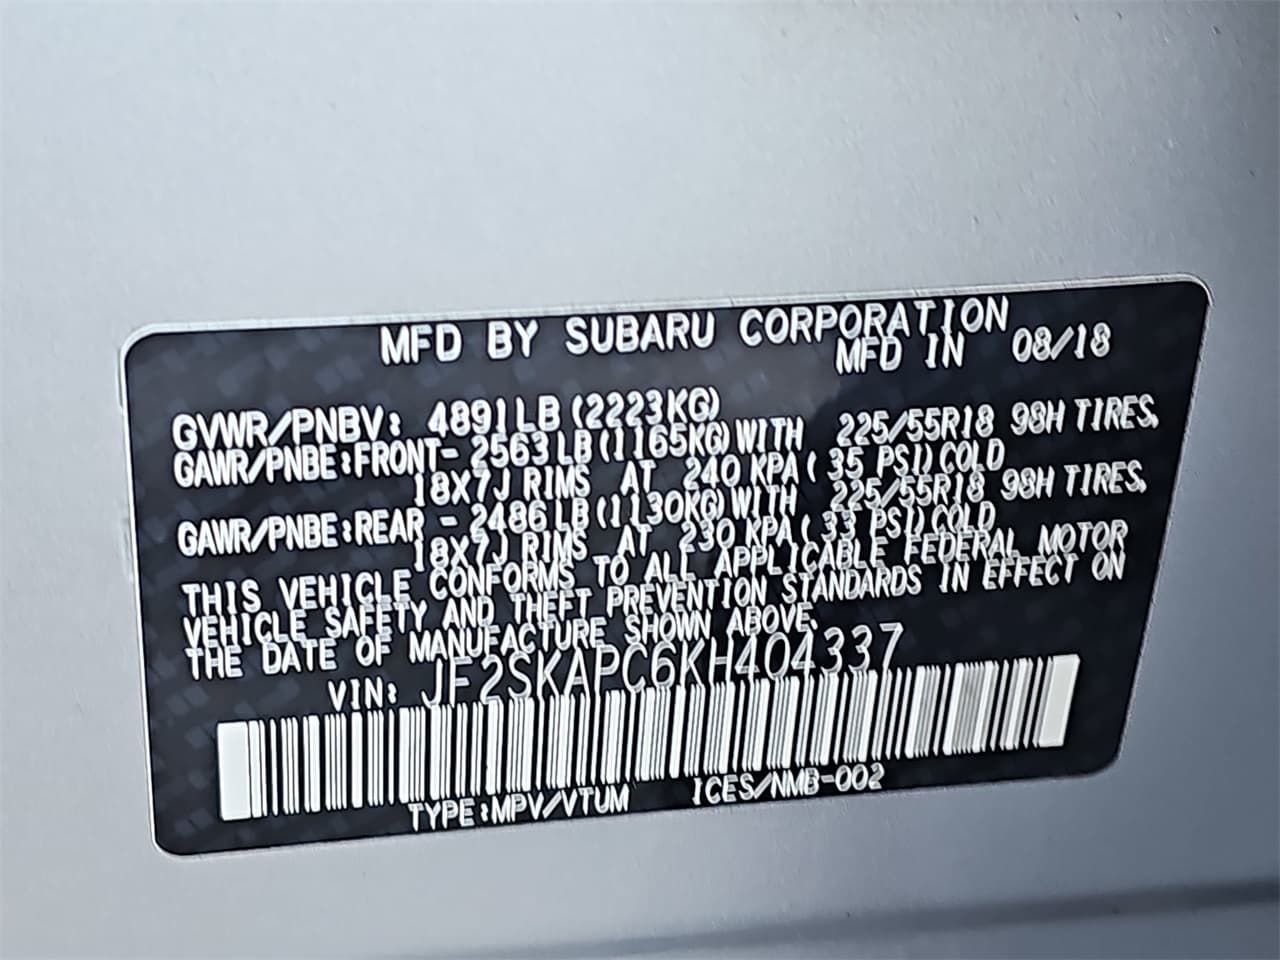 MFD BY SUBARU CORPORATION
MFD IN 08/18
GVWR/PNBV: 4891LB (2223KG)
GAWR/PNBE:FRONT- 2563LB (1165KG) WITH 225/55R18 98H TIRES,
18X7J RIMS AT 240 KPA ( 35 PSI) COLD
GAWR/PNBE:REAR - 2486LB (1130KG) WITH 225/55R18 98H TIRES,
18X7J RIMS AT 230 KPA ( 33 PSI) COLD
THIS VEHICLE CONFORMS TO ALL APPLICABLE FEDERAL MOTOR
VEHICLE SAFETY AND THEFT PREVENTION STANDARDS IN EFFECT ON
THE DATE OF MANUFACTURE SHOWN ABOVE.
VIN: JF2SKAPC6KH404337
TYPE:MPV/VTUM ICES/NMB-002